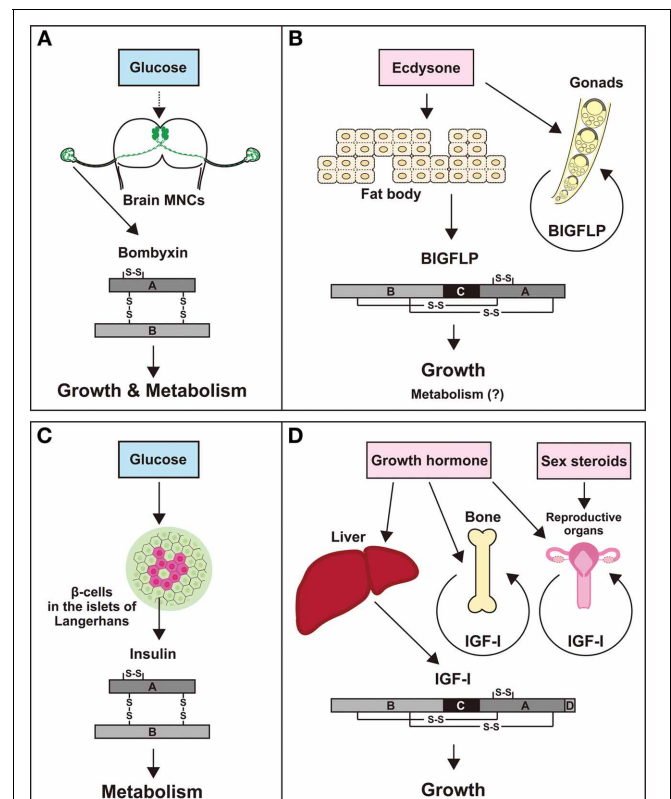 A
Glucose
Brain MNCs
Bombyxin
S-S
A
S
S
S
S
B
Growth & Metabolism
B
Ecdysone
Gonads
Fat body
BIGFLP
BIGFLP
S-S
B
C
A
S-S
S-S
Growth
Metabolism (?)
C
Glucose
β-cells
in the islets of
Langerhans
Insulin
S-S
A
S
S
S
S
B
Metabolism
D
Growth hormone
Sex steroids
Liver
Bone
Reproductive
organs
IGF-I
IGF-I
IGF-I
S-S
B
C
A
D
S-S
S-S
Growth